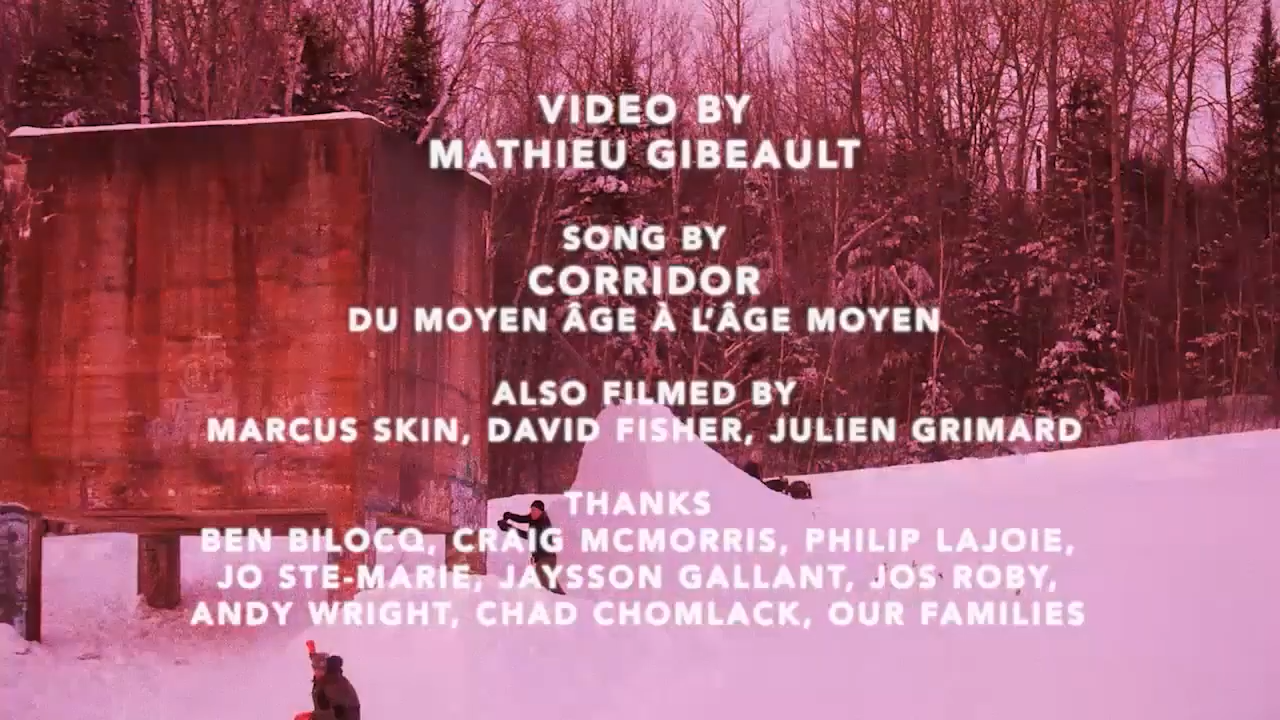 VIDEO BY
MATHIEU GIBEAULT
SONG BY
CORRIDOR
DU MOYEN ÂGE À L'ÂGE MOYEN
ALSO FILMED BY
MARCUS SKIN, DAVID FISHER, JULIEN GRIMARD
THANKS
BEN BILOCQ, CRAIG MCMORRIS, PHILIP LAJOIE,
JO STE-MARIE, JAYSSON GALLANT, JOS ROBY,
ANDY WRIGHT, CHAD CHOMLACK, OUR FAMILIES